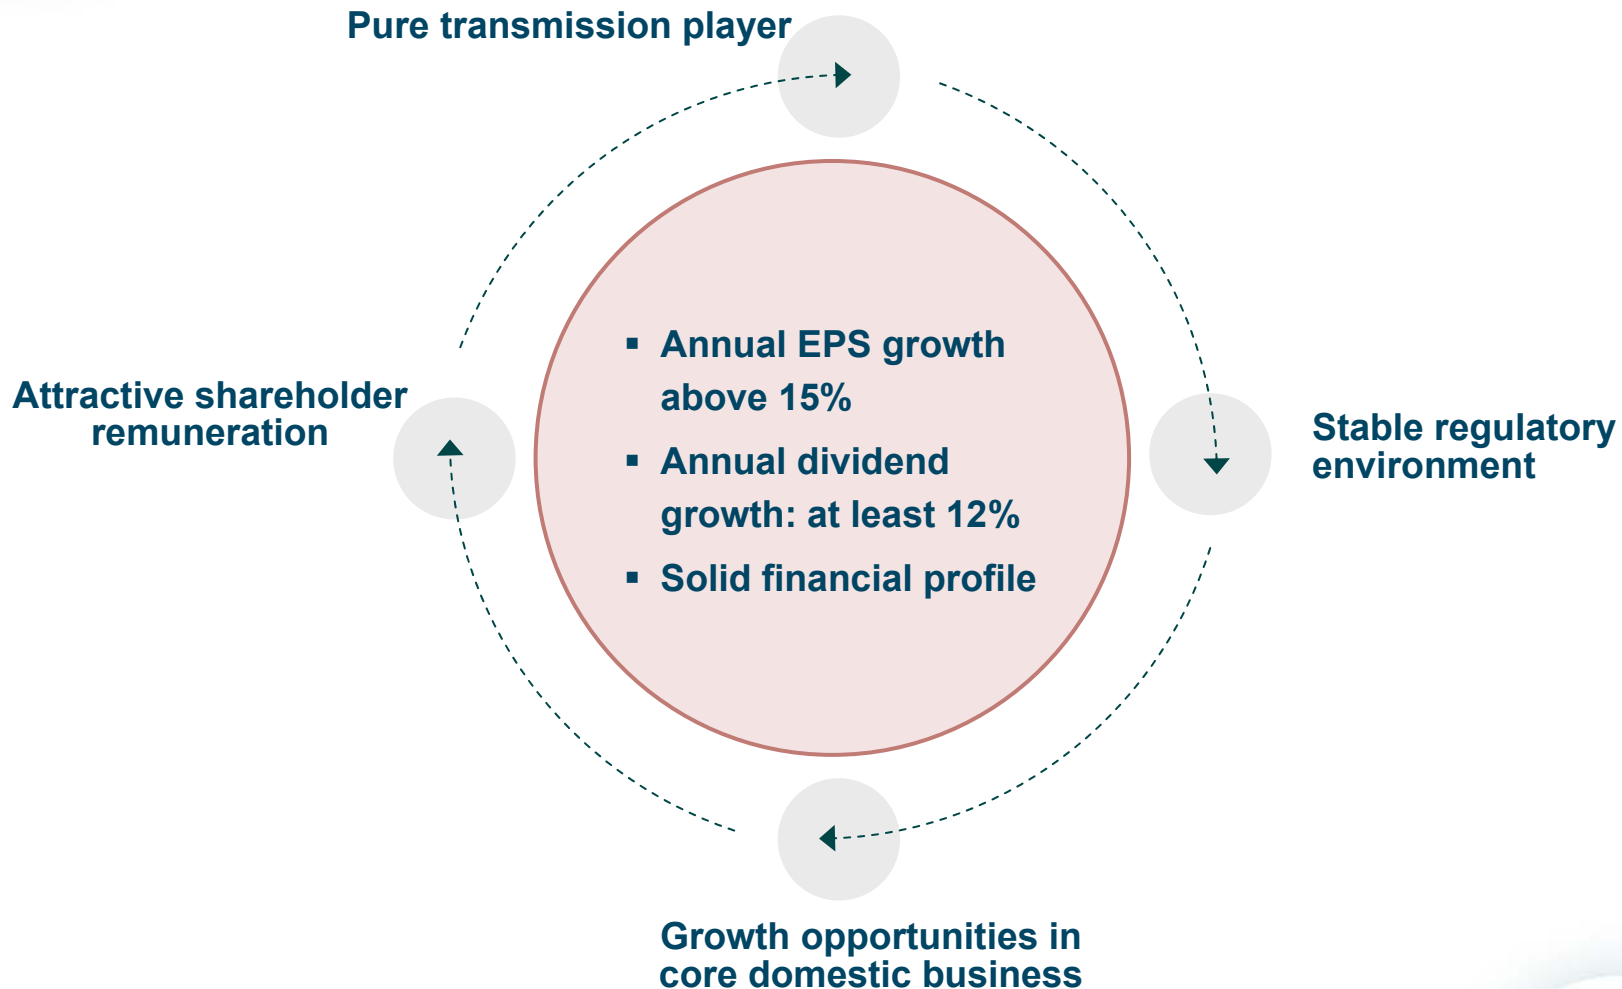 Pure transmission player
Attractive shareholder
remuneration
▪ Annual EPS growth
above 15%
▪ Annual dividend
growth: at least 12%
▪ Solid financial profile
Stable regulatory
environment
Growth opportunities in
core domestic business